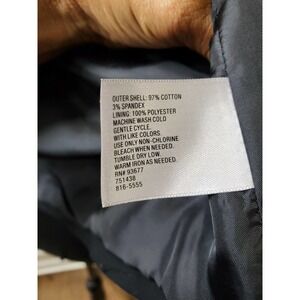 OUTER SHELL: 97% COTTON
3% SPANDEX
LINING: 100% POLYESTER
MACHINE WASH COLD
GENTLE CYCLE.
WITH LIKE COLORS.
USE ONLY NON-CHLORINE
BLEACH WHEN NEEDED.
TUMBLE DRY LOW.
WARM IRON AS NEEDED.
RN# 93677
751438
816-5555